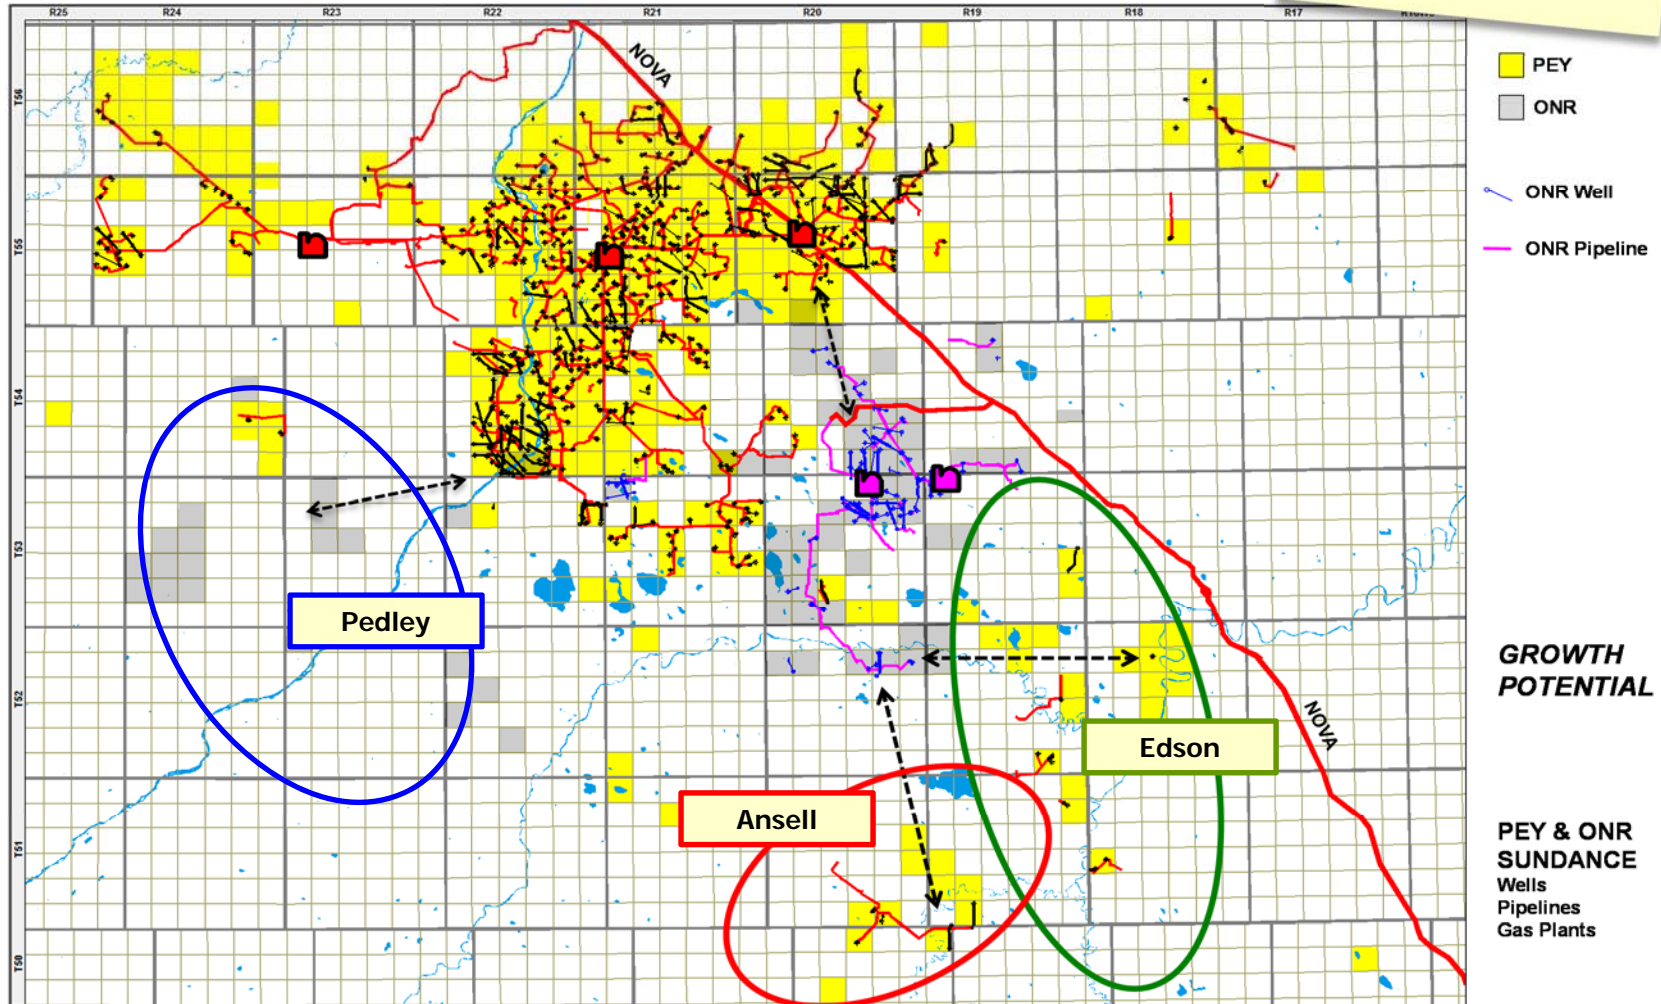 R25 R24 R23 R22 R21 R20 R19 R18 R17
T56
T55
T54
T53
T52
T51
T50
NOVA
NOVA
Pedley
Edson
Ansell
PEY
ONR
ONR Well
ONR Pipeline
GROWTH
POTENTIAL
PEY & ONR
SUNDANCE
Wells
Pipelines
Gas Plants